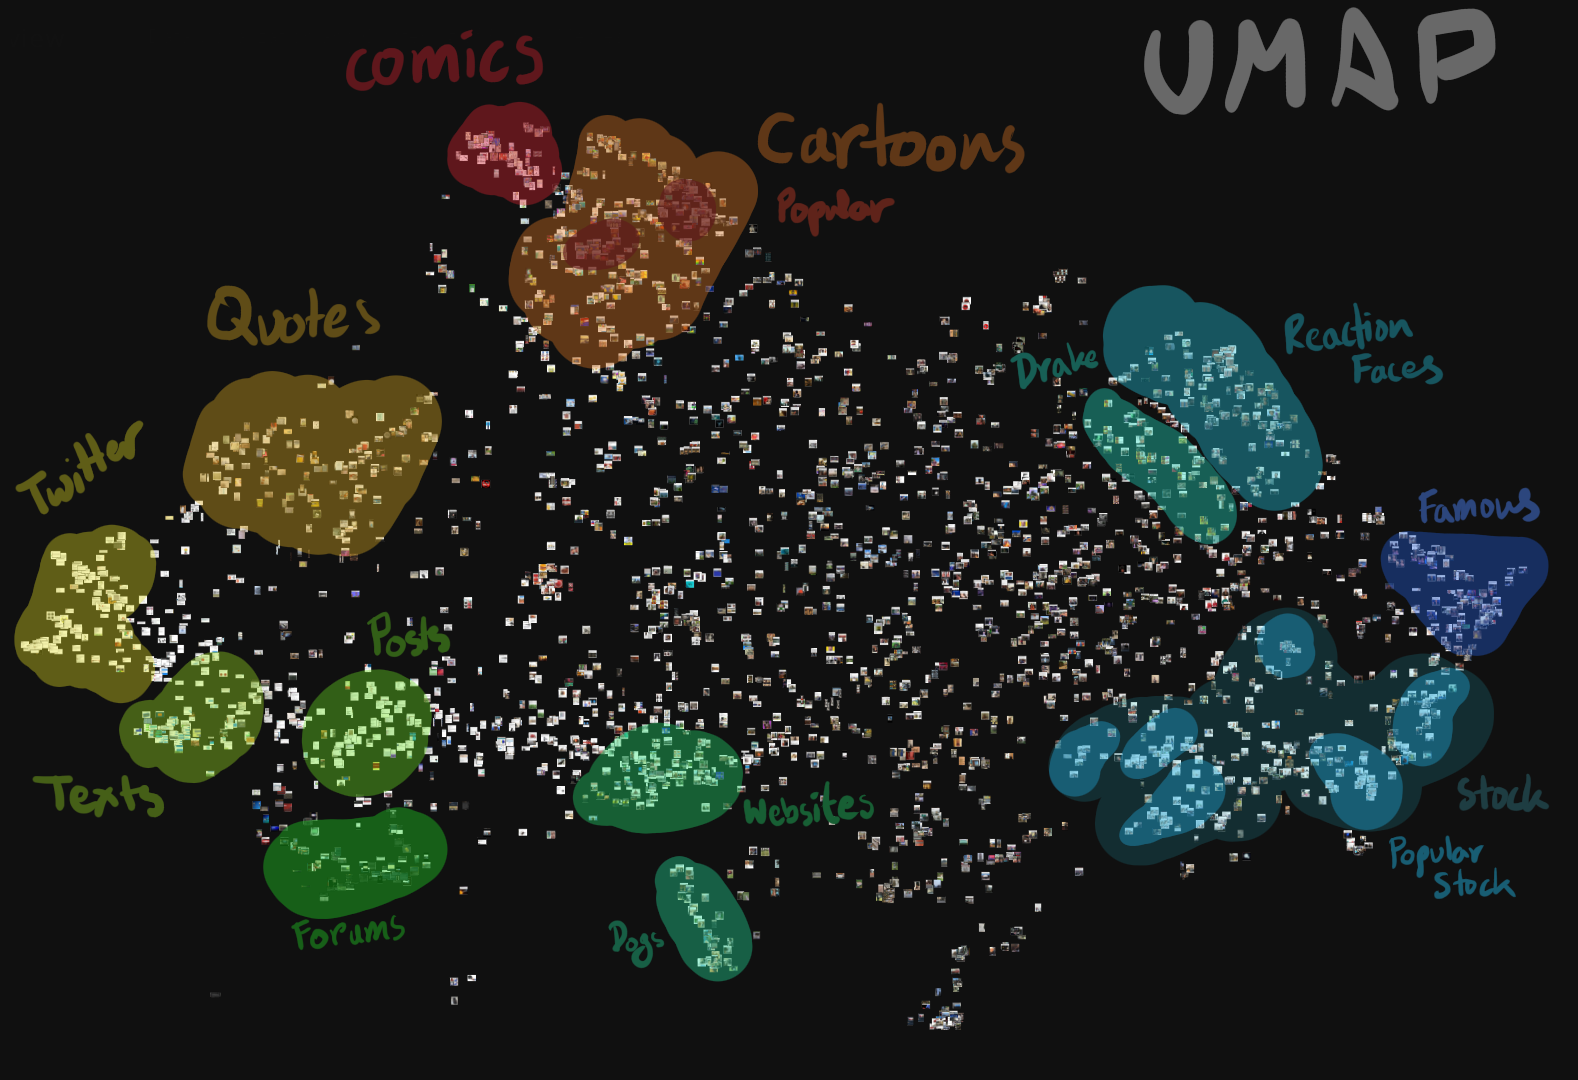 UMAP
comics
Cartoons
Popular
Quotes
Reaction
Faces
Drake
Twitter
Famous
Posts
Texts
Websites
Stock
Popular
Stock
Forums
Dogs